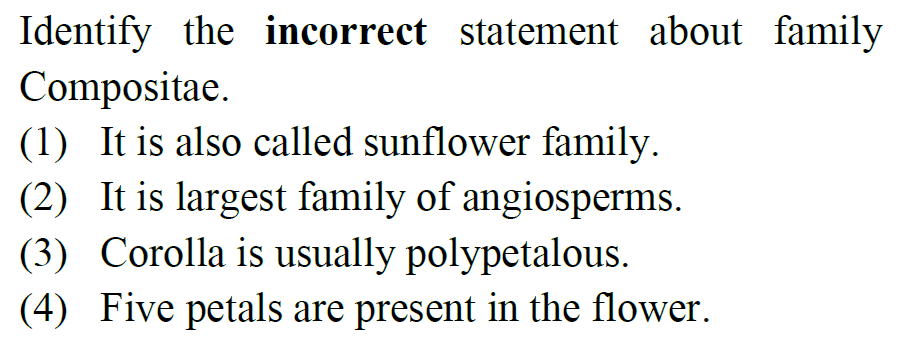 Identify the incorrect statement about family
Compositae.
(1) It is also called sunflower family.
(2) It is largest family of angiosperms.
(3) Corolla is usually polypetalous.
(4) Five petals are present in the flower.